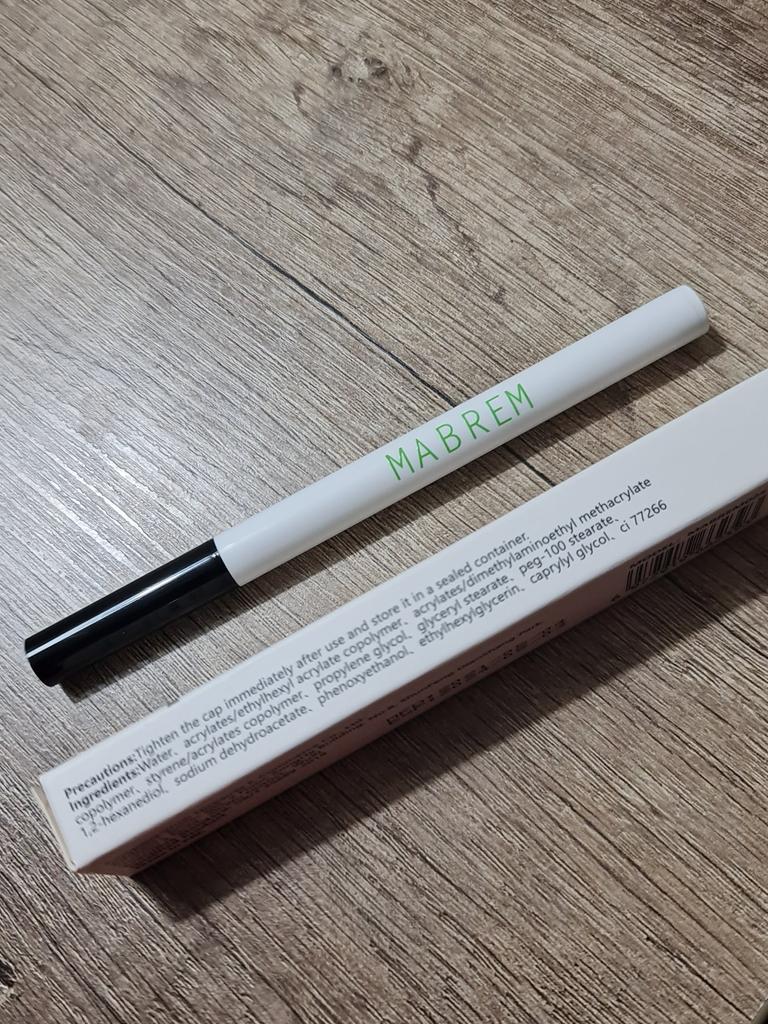 MABREM
Precautions:Tighten the cap immediately after use and store it in a sealed container.
Ingredients:Water、acrylates/ethylhexyl acrylate copolymer、acrylates/dimethylaminoethyl methacrylate
copolymer、styrene/acrylates copolymer、propylene glycol、glyceryl stearate、peg-100 stearate、
1,2-hexanediol、sodium dehydroacetate、phenoxyethanol、ethylhexylglycerin、caprylyl glycol、ci 77266